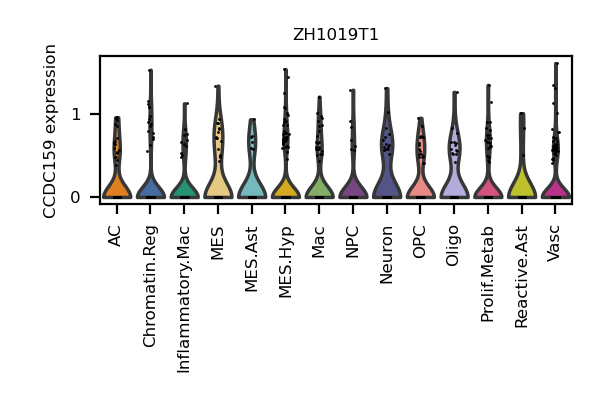 ZH1019T1
CCDC159 expression
1
0
AC
Chromatin.Reg
Inflammatory.Mac
MES
MES.Ast
MES.Hyp
Mac
NPC
Neuron
OPC
Oligo
Prolif.Metab
Reactive.Ast
Vasc